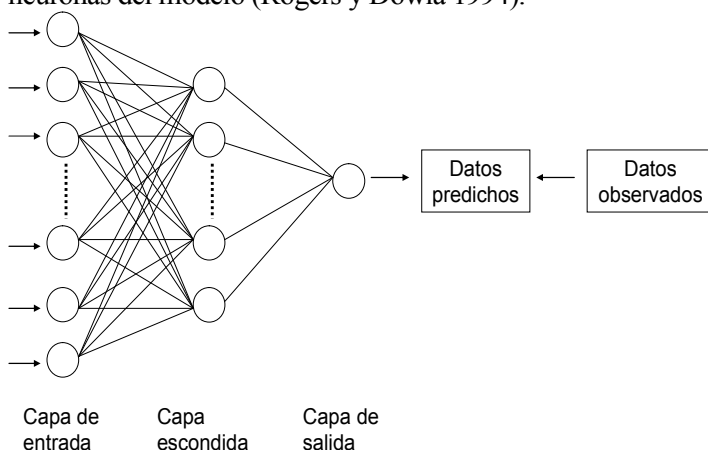 neuronas del modelo (Rogers y Dowla 1994).
Datos
predichos
Datos
observados
Capa de
entrada
Capa
escondida
Capa de
salida